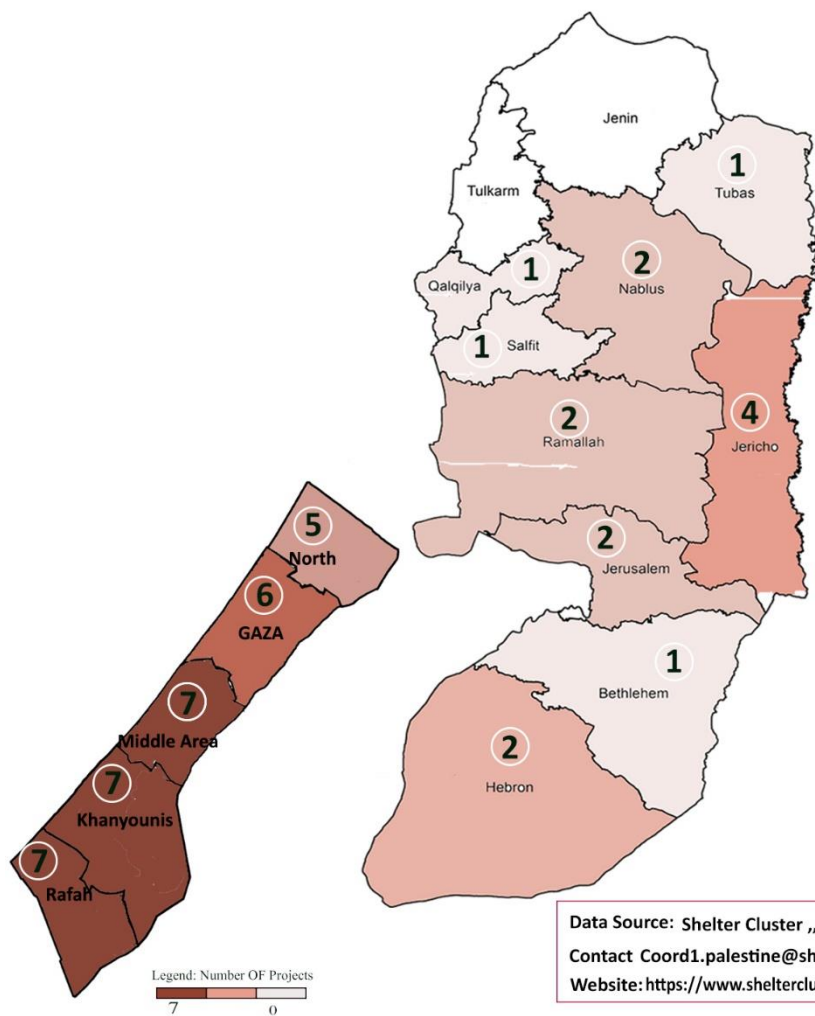 Jenin
1
Tubas
Tulkarm
2
Nablus
1
Qalqilya
1
Salfit
2
Ramallah
4
Jericho
2
Jerusalem
1
Bethlehem
2
Hebron
5
North
6
GAZA
7
Middle Area
7
Khanyounis
7
Rafah
Legend: Number OF Projects
7 0
Data Source: Shelter Cluster ,,
Contact Coord1.palestine@sh
Website: https://www.shelterclu